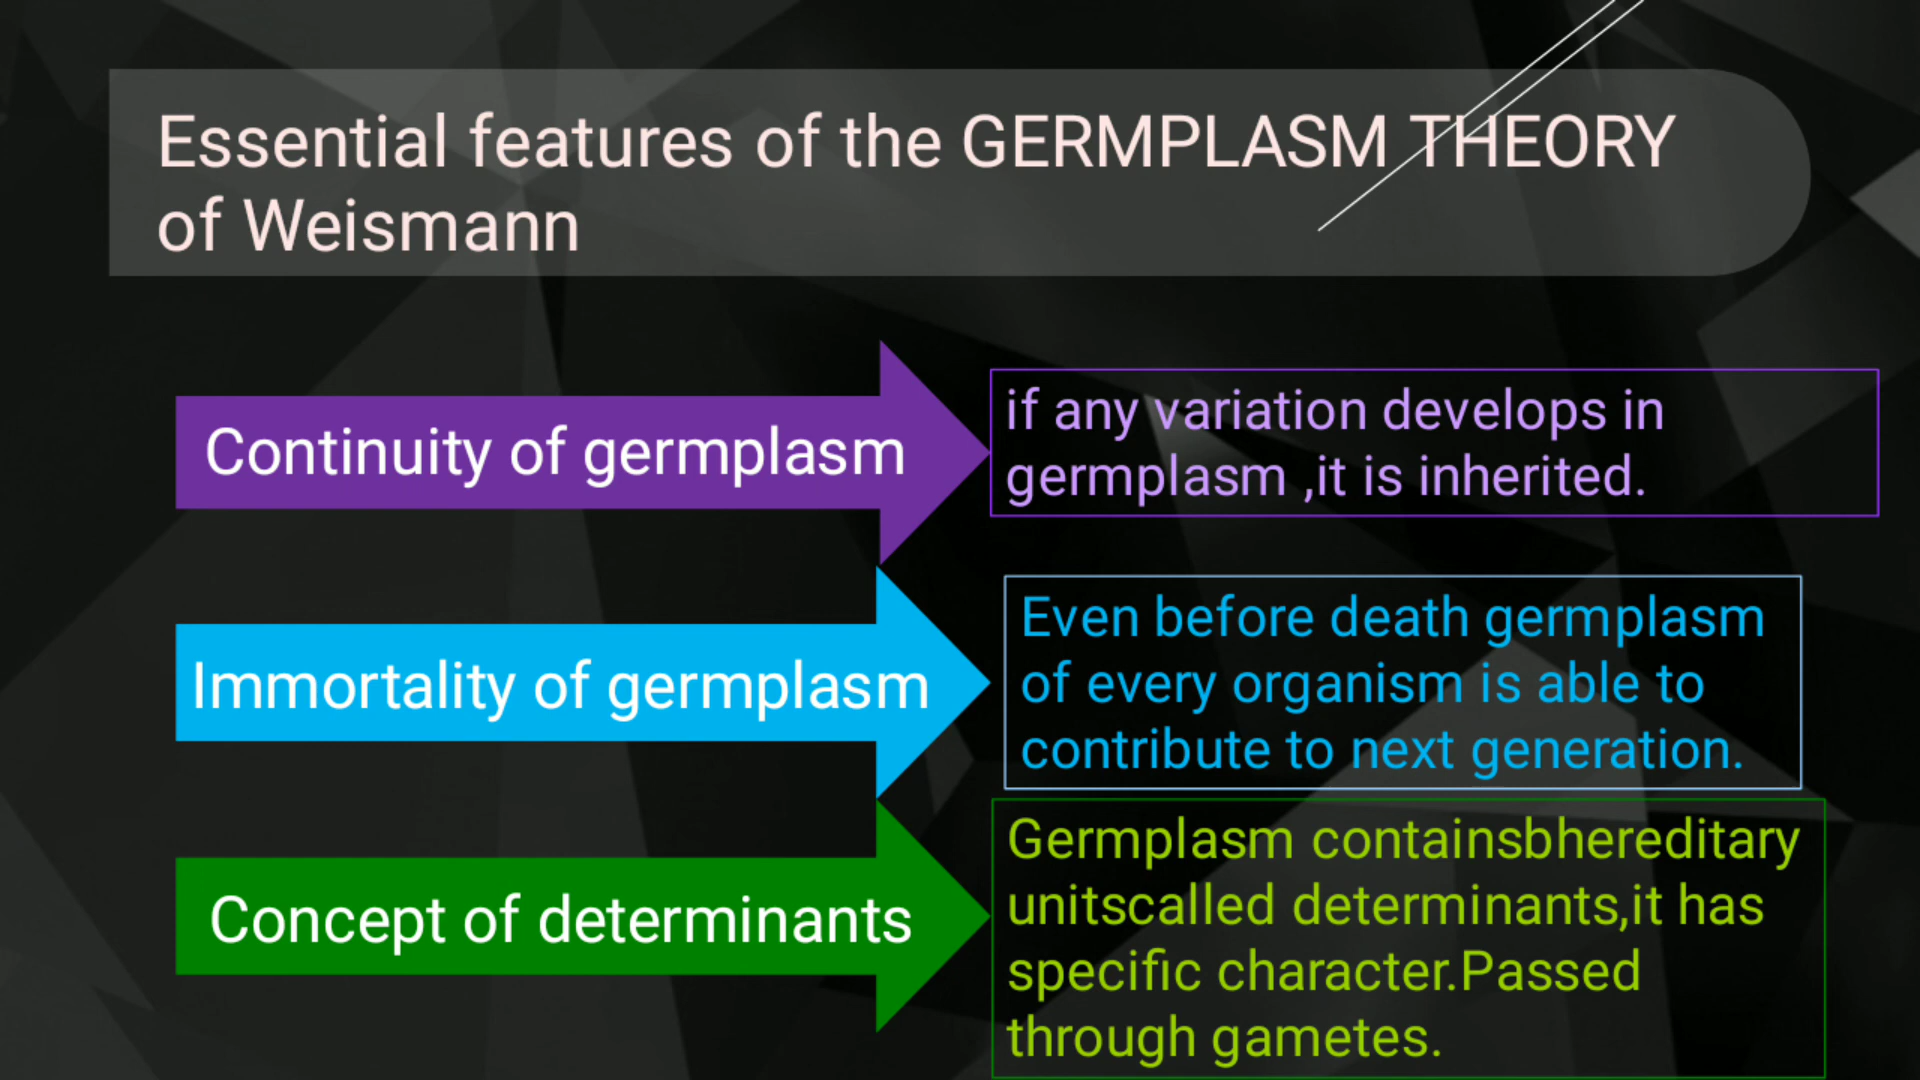 Essential features of the GERMPLASM THEORY
of Weismann
Continuity of germplasm
if any variation develops in
germplasm ,it is inherited.
Immortality of germplasm
Even before death germplasm
of every organism is able to
contribute to next generation.
Concept of determinants
Germplasm containsbhereditary
unitscalled determinants,it has
specific character.Passed
through gametes.